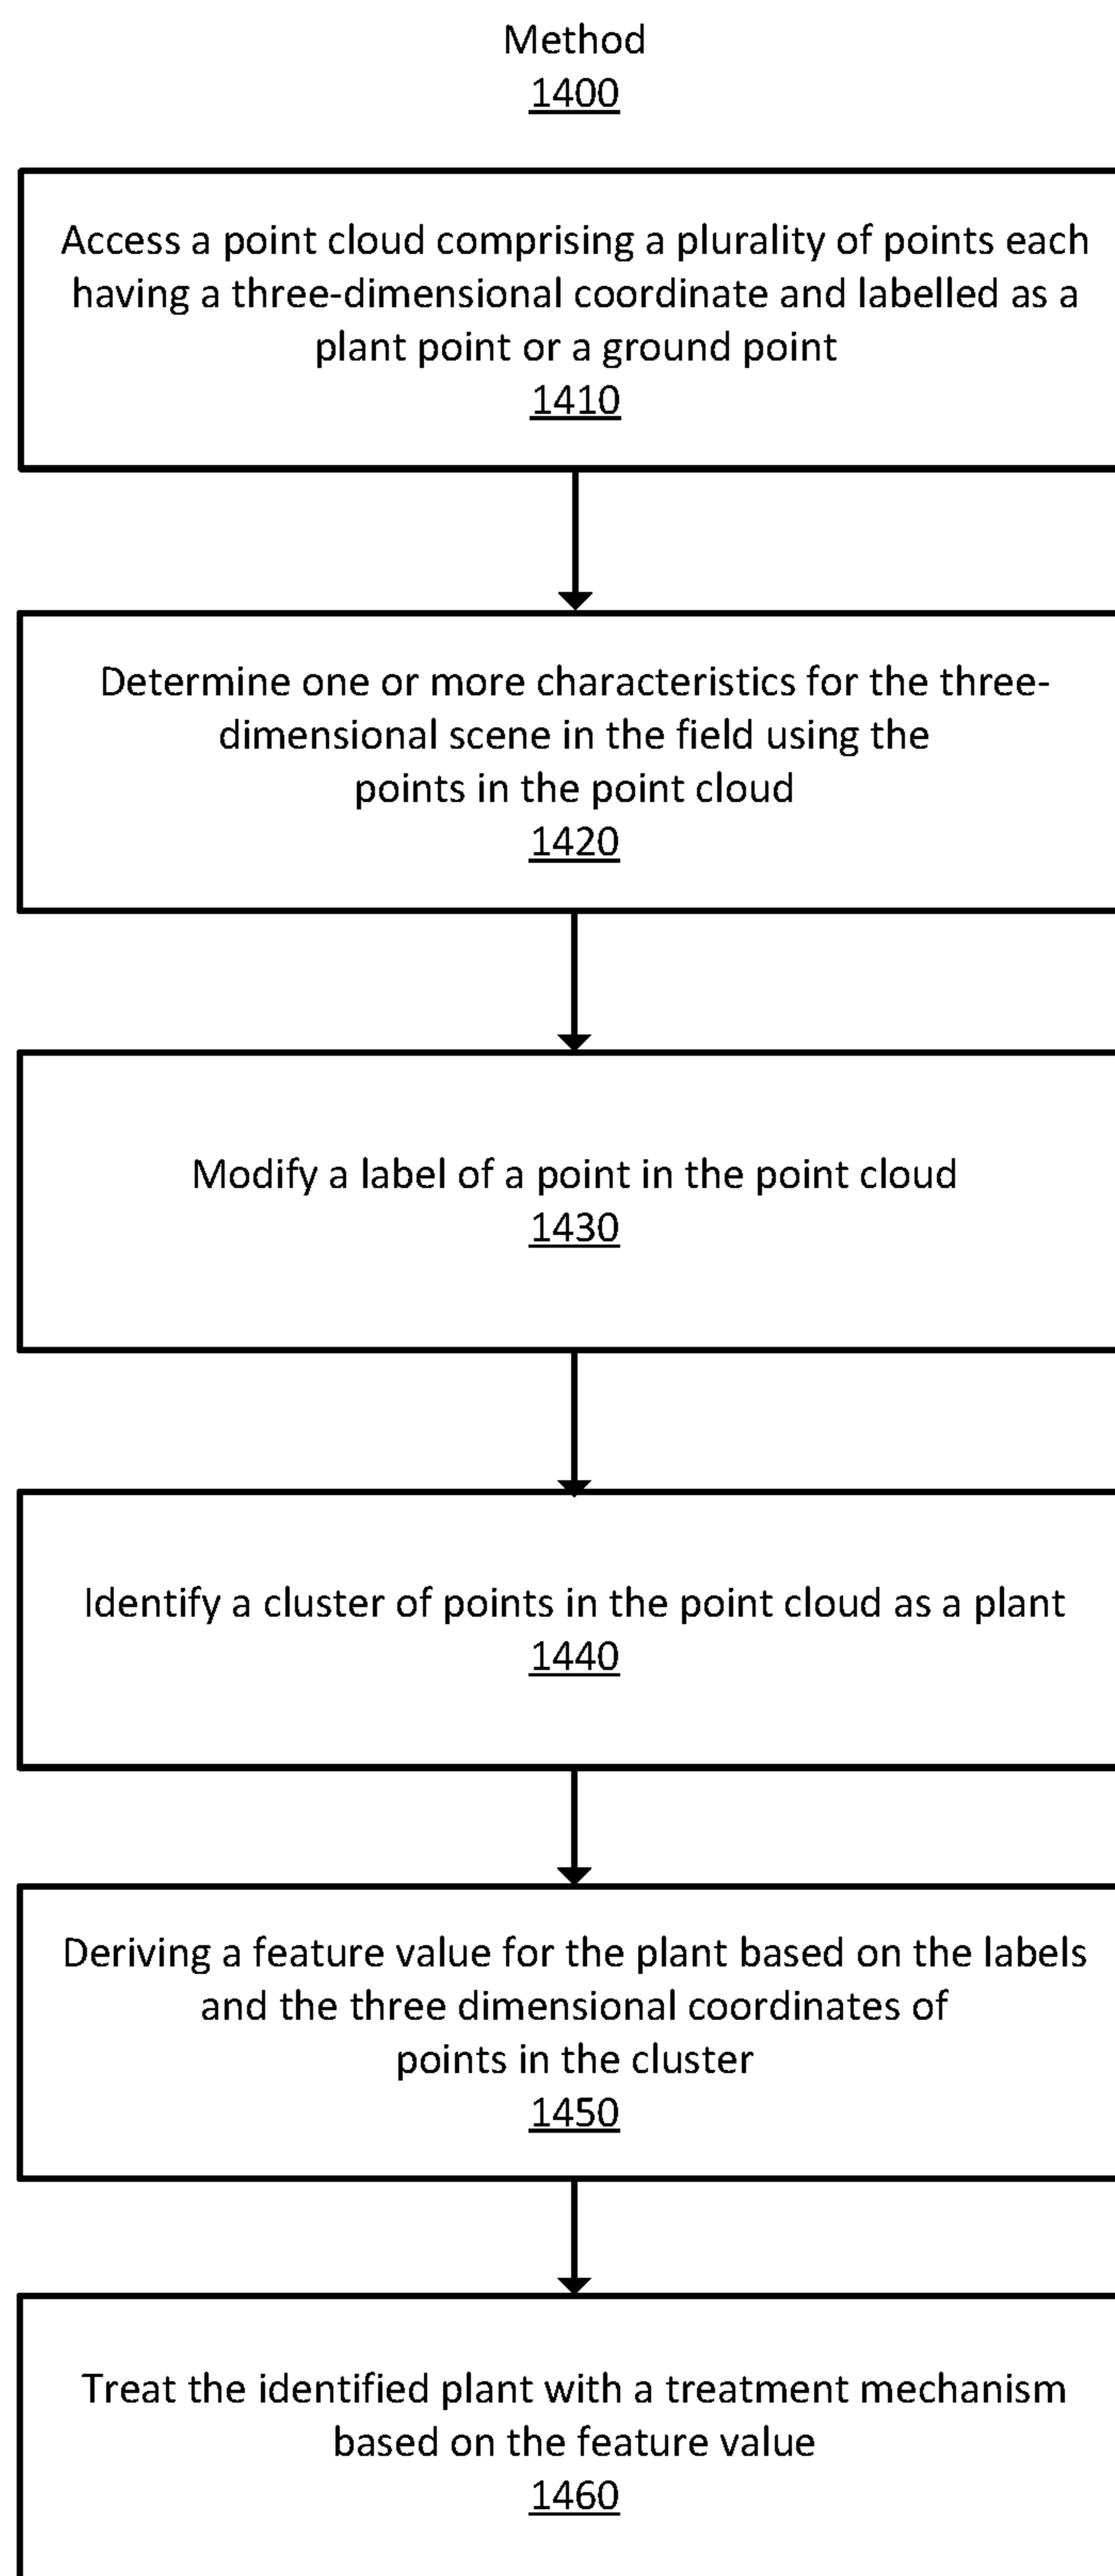 Method
1400
Access a point cloud comprising a plurality of points each
having a three-dimensional coordinate and labelled as a
plant point or a ground point
1410
Determine one or more characteristics for the three-
dimensional scene in the field using the
points in the point cloud
1420
Modify a label of a point in the point cloud
1430
Identify a cluster of points in the point cloud as a plant
1440
Deriving a feature value for the plant based on the labels
and the three dimensional coordinates of
points in the cluster
1450
Treat the identified plant with a treatment mechanism
based on the feature value
1460